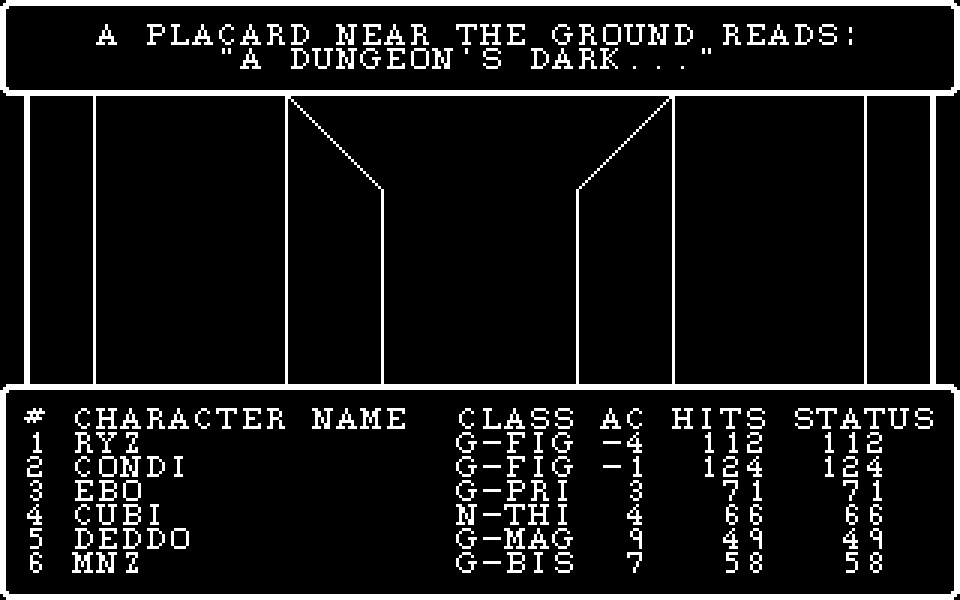 A PLACARD NEAR THE GROUND READS:
"A DUNGEON'S DARK..."
# CHARACTER NAME CLASS AC HITS STATUS
1 RYZ G-FIG -4 112 112
2 CONDI G-FIG -1 124 124
3 EBO G-PRI 3 71 71
4 CUBI N-THI 4 66 66
5 DEDDO G-MAG 9 49 49
6 MNZ G-BIS 7 58 58